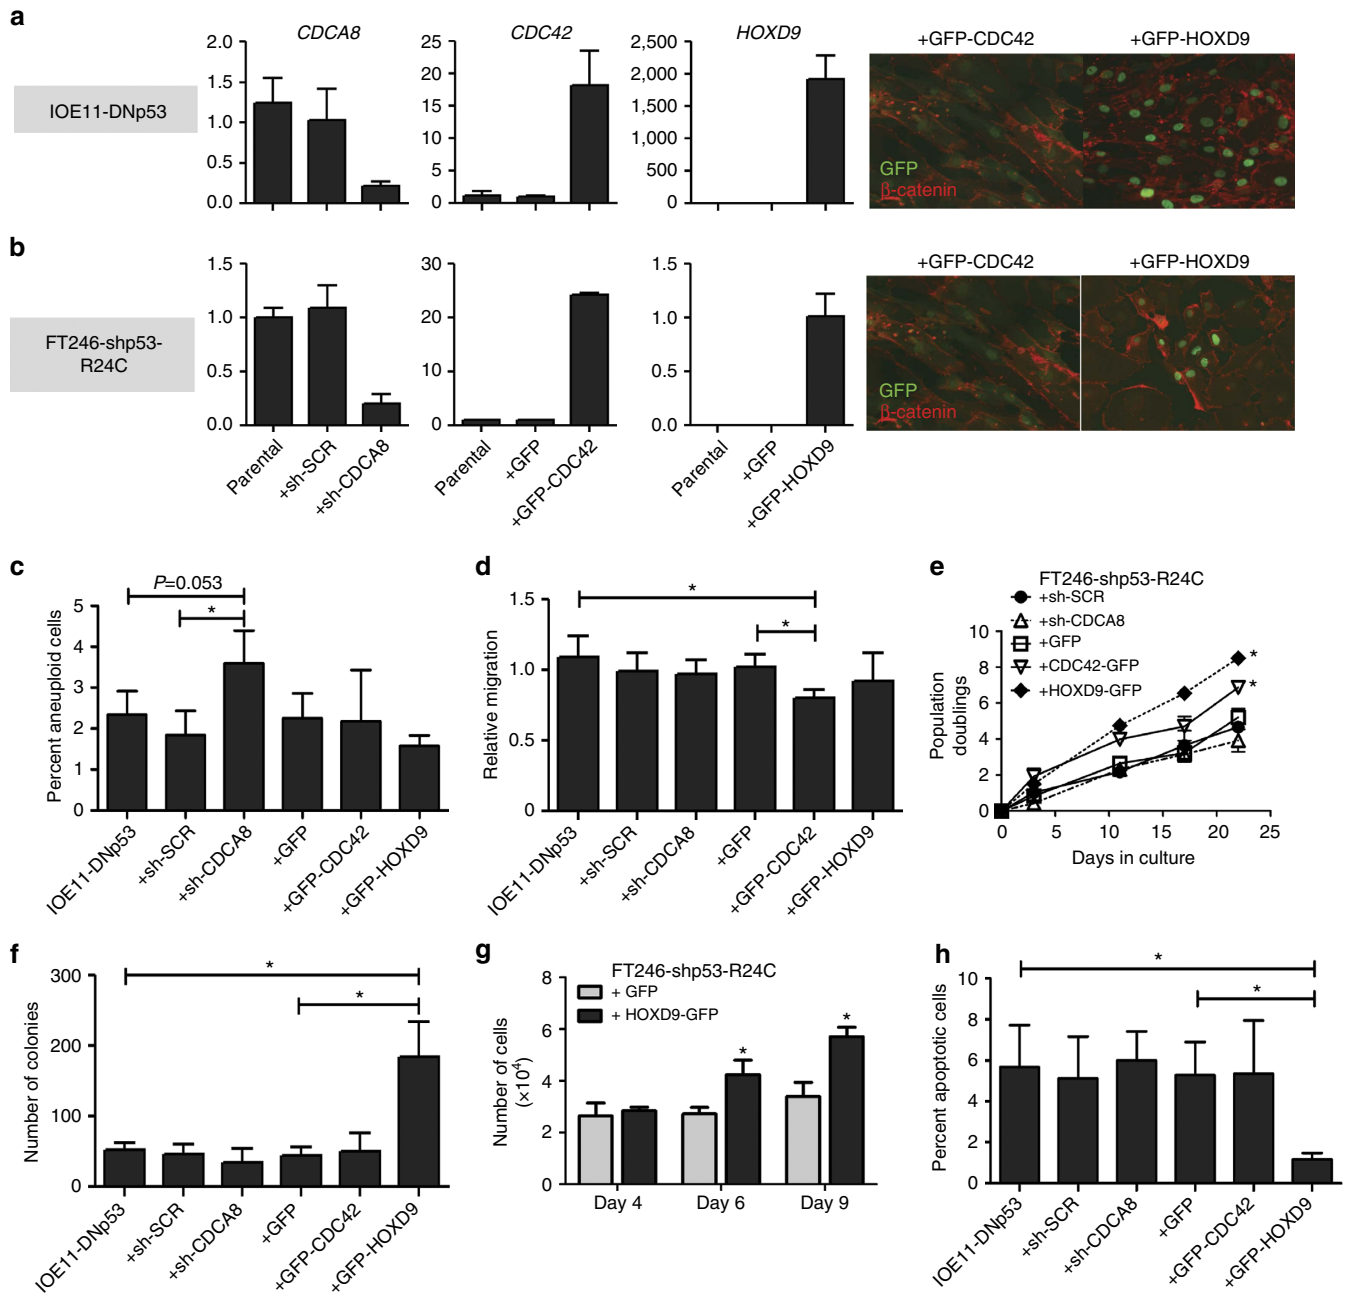 a
CDCA8
CDC42
HOXD9
+GFP-CDC42
+GFP-HOXD9
IOE11-DNp53
2.0
1.5
1.0
0.5
0.0
25
20
15
10
5
0
2,500
2,000
1,500
1,000
500
0
GFP
β-catenin
b
+GFP-CDC42
+GFP-HOXD9
FT246-shp53-
R24C
1.5
1.0
0.5
0.0
30
20
10
0
1.5
1.0
0.5
0.0
GFP
β-catenin
Parental
+sh-SCR
+sh-CDCA8
Parental
+GFP
+GFP-CDC42
Parental
+GFP
+GFP-HOXD9
c
P=0.053
*
Percent aneuploid cells
5
4
3
2
1
0
IOE11-DNp53
+sh-SCR
+sh-CDCA8
+GFP
+GFP-CDC42
+GFP-HOXD9
d
*
*
Relative migration
1.5
1.0
0.5
0
IOE11-DNp53
+sh-SCR
+sh-CDCA8
+GFP
+GFP-CDC42
+GFP-HOXD9
e
FT246-shp53-R24C
+sh-SCR
+sh-CDCA8
+GFP
+CDC42-GFP
+HOXD9-GFP
*
*
Population
doublings
10
8
6
4
2
0
0
5
10
15
20
25
Days in culture
f
*
*
Number of colonies
300
200
100
0
IOE11-DNp53
+sh-SCR
+sh-CDCA8
+GFP
+GFP-CDC42
+GFP-HOXD9
g
FT246-shp53-R24C
+ GFP
+ HOXD9-GFP
*
*
Number of cells
(×10⁴)
8
6
4
2
0
Day 4
Day 6
Day 9
h
*
*
Percent apoptotic cells
10
8
6
4
2
0
IOE11-DNp53
+sh-SCR
+sh-CDCA8
+GFP
+GFP-CDC42
+GFP-HOXD9